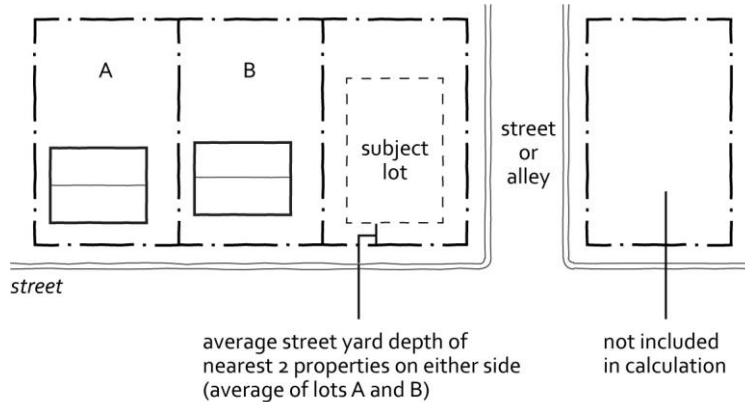 A
B
subject
lot
street
or
alley
street
average street yard depth of
nearest 2 properties on either side
(average of lots A and B)
not included
in calculation